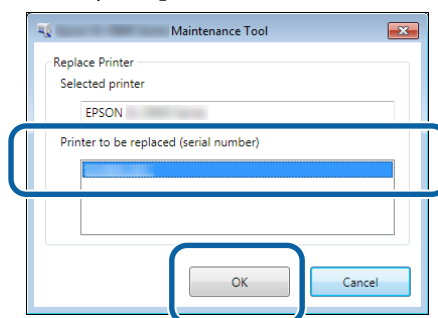 Maintenance Tool
Replace Printer
Selected printer
EPSON
Printer to be replaced (serial number)
OK
Cancel